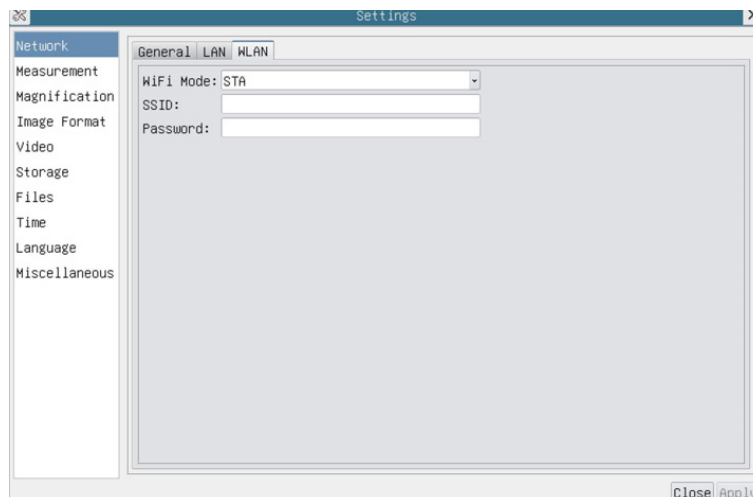 Settings
Network
Measurement
Magnification
Image Format
Video
Storage
Files
Time
Language
Miscellaneous
General LAN WLAN
WiFi Mode: STA
SSID:
Password:
Close Apply